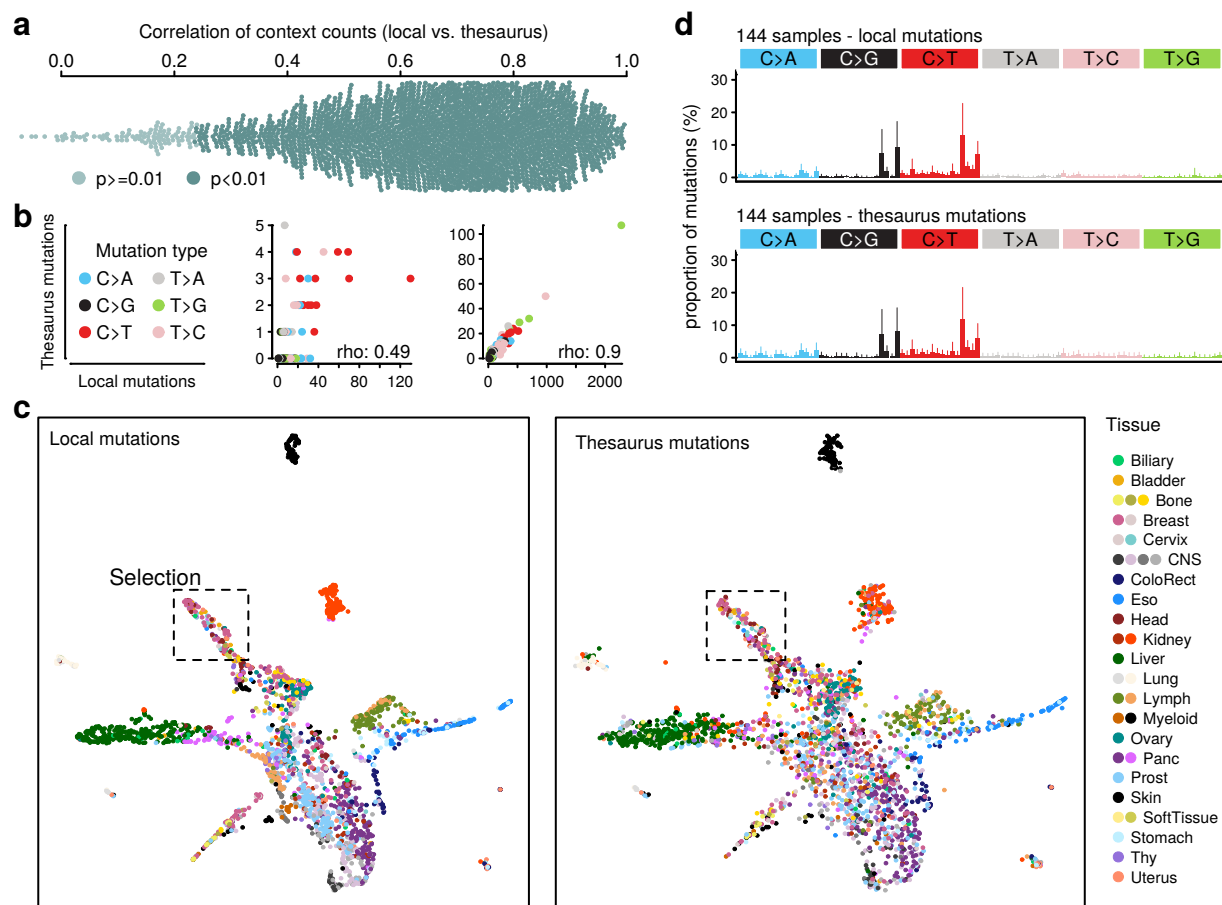 a
Correlation of context counts (local vs. thesaurus)
0.0 0.2 0.4 0.6 0.8 1.0
p>=0.01 p<0.01
b
Thesaurus mutations
Mutation type
C>A T>A
C>G T>G
C>T T>C
Local mutations
5
4
3
2
1
0
rho: 0.49
0 40 80 120
100
80
60
40
20
0
rho: 0.9
0 1000 2000
c
Local mutations
Selection
Thesaurus mutations
Tissue
Biliary
Bladder
Bone
Breast
Cervix
CNS
ColoRect
Eso
Head
Kidney
Liver
Lung
Lymph
Myeloid
Ovary
Panc
Prost
Skin
SoftTissue
Stomach
Thy
Uterus
d
144 samples - local mutations
C>A C>G C>T T>A T>C T>G
30
20
10
0
proportion of mutations (%)
144 samples - thesaurus mutations
C>A C>G C>T T>A T>C T>G
30
20
10
0